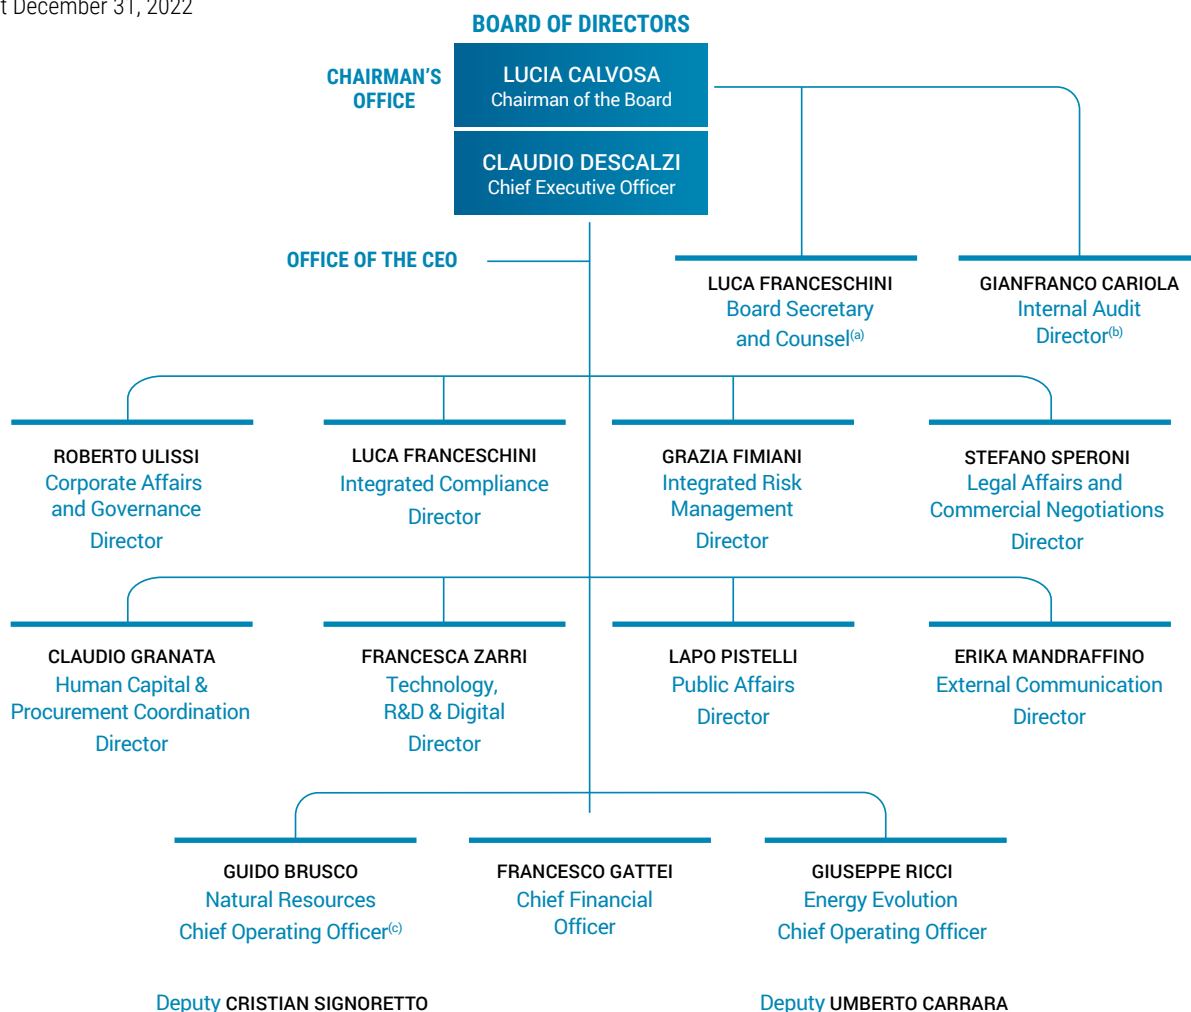 t December 31, 2022
BOARD OF DIRECTORS
CHAIRMAN'S
OFFICE
LUCIA CALVOSA
Chairman of the Board
CLAUDIO DESCALZI
Chief Executive Officer
OFFICE OF THE CEO
LUCA FRANCESCHINI
Board Secretary
and Counsel(a)
GIANFRANCO CARIOLA
Internal Audit
Director(b)
ROBERTO ULISSI
Corporate Affairs
and Governance
Director
LUCA FRANCESCHINI
Integrated Compliance
Director
GRAZIA FIMIANI
Integrated Risk
Management
Director
STEFANO SPERONI
Legal Affairs and
Commercial Negotiations
Director
CLAUDIO GRANATA
Human Capital &
Procurement Coordination
Director
FRANCESCA ZARRI
Technology,
R&D & Digital
Director
LAPO PISTELLI
Public Affairs
Director
ERIKA MANDRAFFINO
External Communication
Director
GUIDO BRUSCO
Natural Resources
Chief Operating Officer(c)
FRANCESCO GATTEI
Chief Financial
Officer
GIUSEPPE RICCI
Energy Evolution
Chief Operating Officer
Deputy CRISTIAN SIGNORETTO
Deputy UMBERTO CARRARA